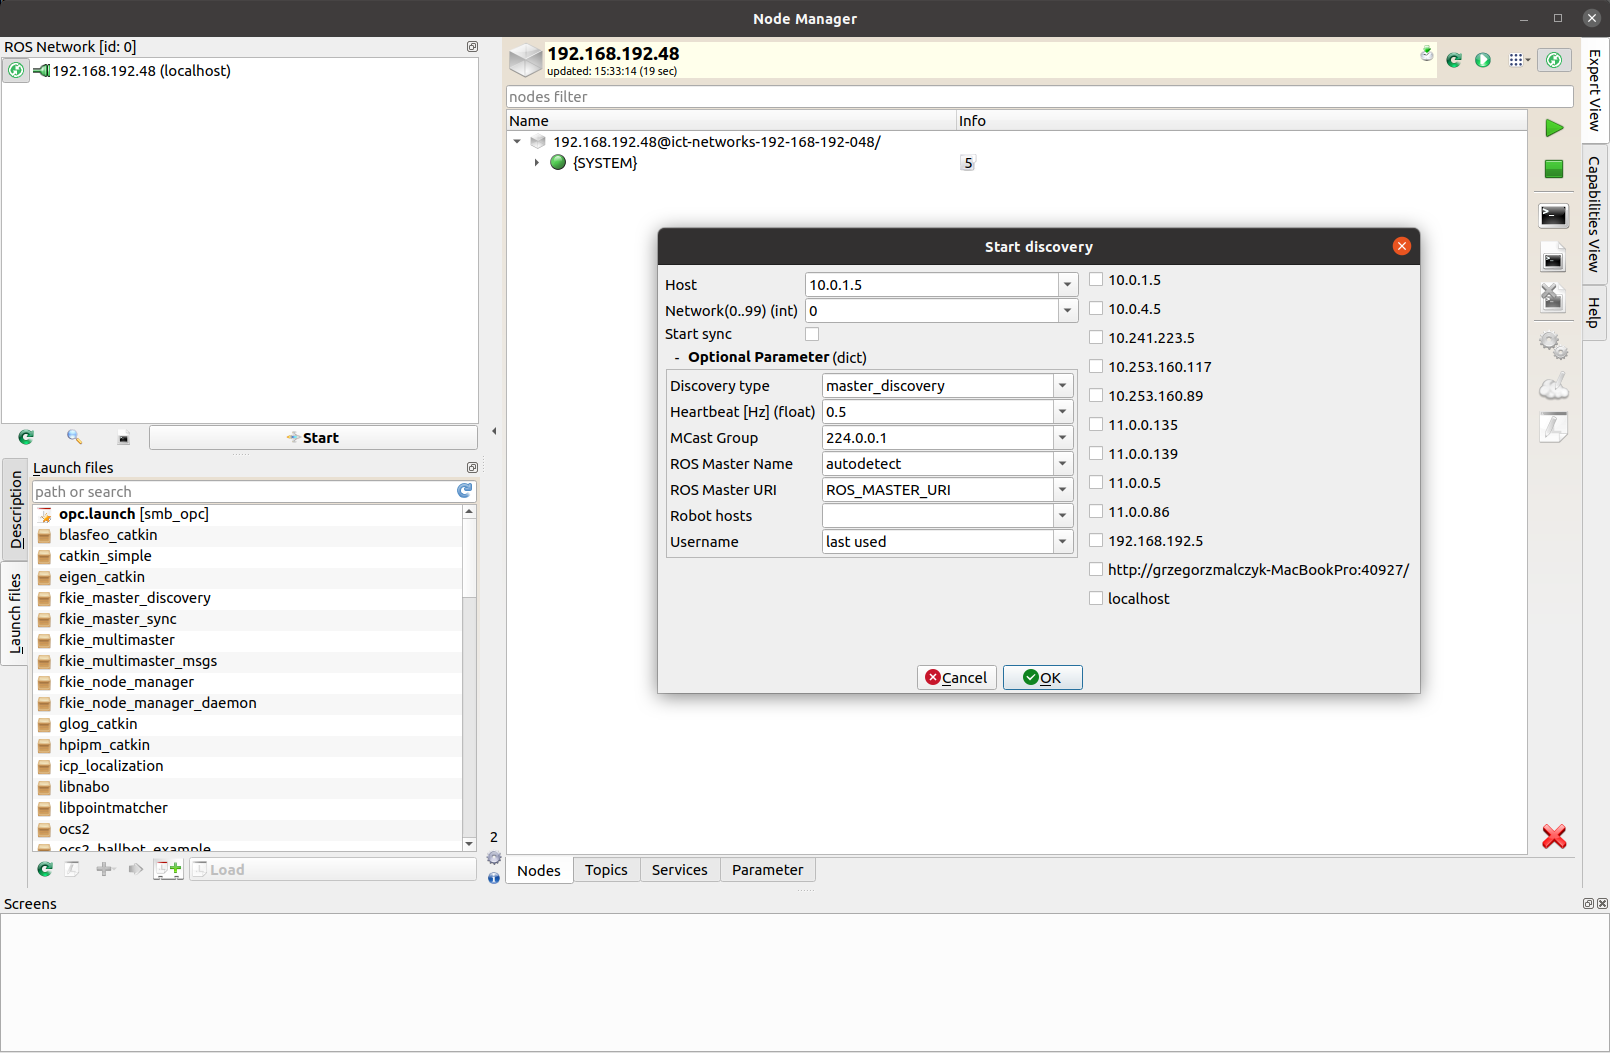 Node Manager
ROS Network [id: 0]
192.168.192.48 (localhost)
Start
Description
Launch files
Launch files
path or search
opc.launch [smb_opc]
blasfeo_catkin
catkin_simple
eigen_catkin
fkie_master_discovery
fkie_master_sync
fkie_multimaster
fkie_multimaster_msgs
fkie_node_manager
fkie_node_manager_daemon
glog_catkin
hpipm_catkin
icp_localization
libnabo
libpointmatcher
ocs2
ocs2_ballbot_example
Load
2
192.168.192.48
updated: 15:33:14 (19 sec)
nodes filter
Name Info
192.168.192.48@ict-networks-192-168-192-048/
{SYSTEM} 5
Start discovery
Host 10.0.1.5
Network(0..99) (int) 0
Start sync
- Optional Parameter (dict)
Discovery type master_discovery
Heartbeat [Hz] (float) 0.5
MCast Group 224.0.0.1
ROS Master Name autodetect
ROS Master URI ROS_MASTER_URI
Robot hosts
Username last used
10.0.1.5
10.0.4.5
10.241.223.5
10.253.160.117
10.253.160.89
11.0.0.135
11.0.0.139
11.0.0.5
11.0.0.86
192.168.192.5
http://grzegorzmalczyk-MacBookPro:40927/
localhost
Cancel OK
Nodes Topics Services Parameter
Expert View
Capabilities View
Help
Screens